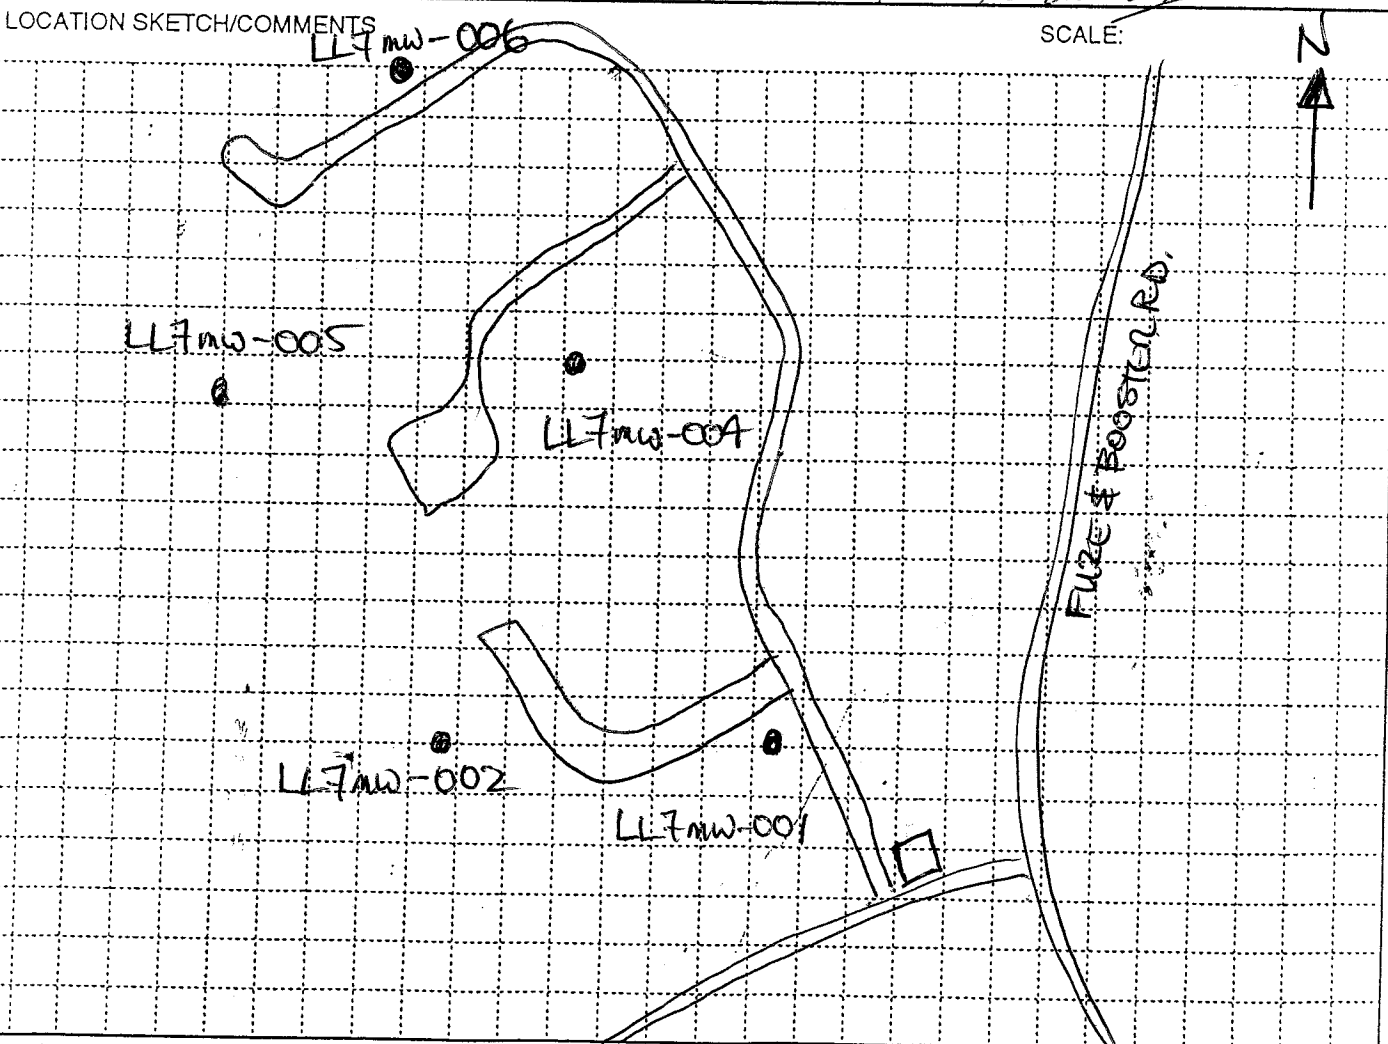 LOCATION SKETCH/COMMENTS
SCALE:
N
LL7mw-006
LL7mw-005
LL7mw-004
FUZE & BOOSTER RD.
LL7mw-002
LL7mw-001